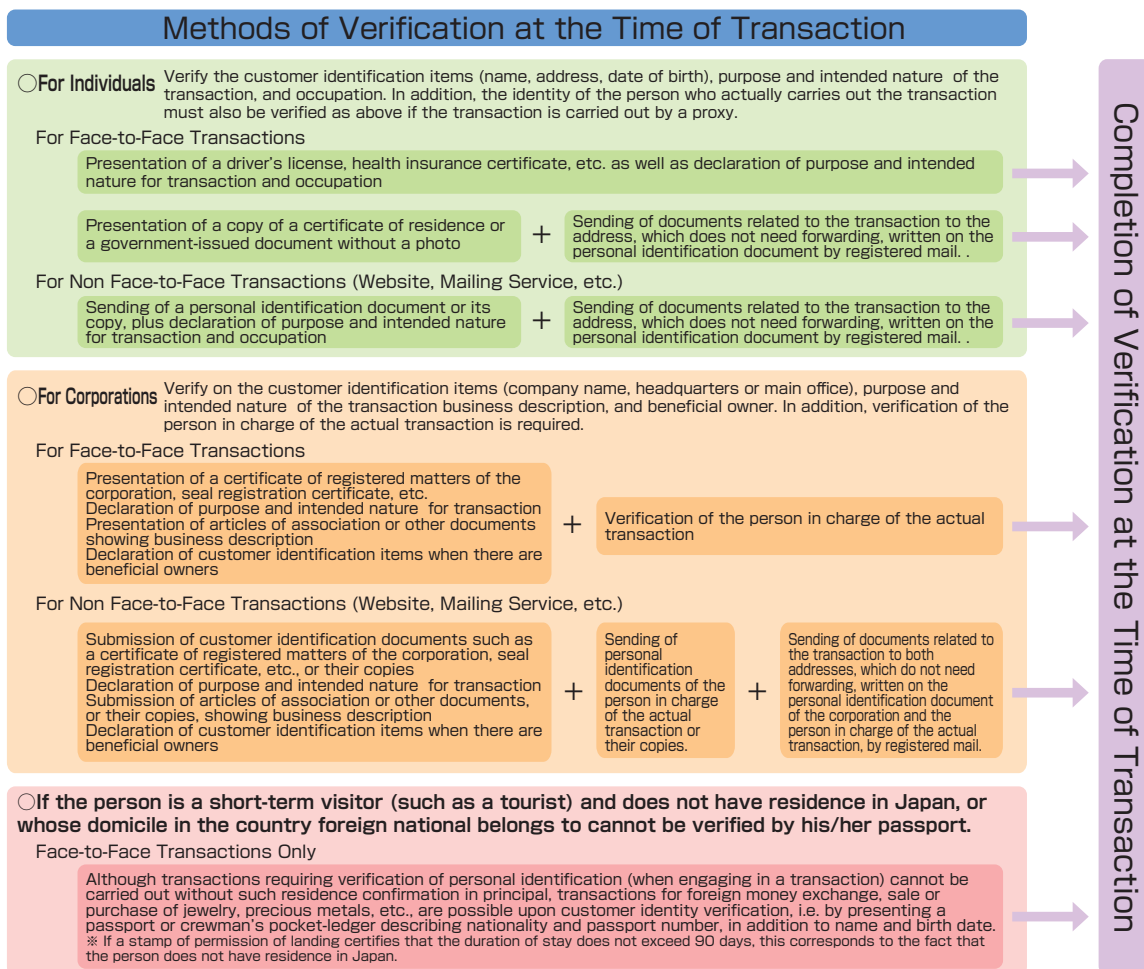 Methods of Verification at the Time of Transaction
○For Individuals Verify the customer identification items (name, address, date of birth), purpose and intended nature of the
transaction, and occupation. In addition, the identity of the person who actually carries out the transaction
must also be verified as above if the transaction is carried out by a proxy.
For Face-to-Face Transactions
Presentation of a driver's license, health insurance certificate, etc. as well as declaration of purpose and intended
nature for transaction and occupation
Presentation of a copy of a certificate of residence or
a government-issued document without a photo
+
Sending of documents related to the transaction to the
address, which does not need forwarding, written on the
personal identification document by registered mail. .
For Non Face-to-Face Transactions (Website, Mailing Service, etc.)
Sending of a personal identification document or its
copy, plus declaration of purpose and intended nature
for transaction and occupation
+
Sending of documents related to the transaction to the
address, which does not need forwarding, written on the
personal identification document by registered mail. .
○For Corporations Verify on the customer identification items (company name, headquarters or main office), purpose and
intended nature of the transaction business description, and beneficial owner. In addition, verification of the
person in charge of the actual transaction is required.
For Face-to-Face Transactions
Presentation of a certificate of registered matters of the
corporation, seal registration certificate, etc.
Declaration of purpose and intended nature for transaction
Presentation of articles of association or other documents
showing business description
Declaration of customer identification items when there are
beneficial owners
+
Verification of the person in charge of the actual
transaction
For Non Face-to-Face Transactions (Website, Mailing Service, etc.)
Submission of customer identification documents such as
a certificate of registered matters of the corporation, seal
registration certificate, etc., or their copies
Declaration of purpose and intended nature for transaction
Submission of articles of association or other documents,
or their copies, showing business description
Declaration of customer identification items when there are
beneficial owners
+
Sending of
personal
identification
documents of the
person in charge
of the actual
transaction or
their copies.
+
Sending of documents related to
the transaction to both
addresses, which do not need
forwarding, written on the
personal identification document
of the corporation and the
person in charge of the actual
transaction, by registered mail.
○If the person is a short-term visitor (such as a tourist) and does not have residence in Japan, or
whose domicile in the country foreign national belongs to cannot be verified by his/her passport.
Face-to-Face Transactions Only
Although transactions requiring verification of personal identification (when engaging in a transaction) cannot be
carried out without such residence confirmation in principal, transactions for foreign money exchange, sale or
purchase of jewelry, precious metals, etc., are possible upon customer identity verification, i.e. by presenting a
passport or crewman's pocket-ledger describing nationality and passport number, in addition to name and birth date.
※ If a stamp of permission of landing certifies that the duration of stay does not exceed 90 days, this corresponds to the fact that
the person does not have residence in Japan.
Completion of Verification at the Time of Transaction